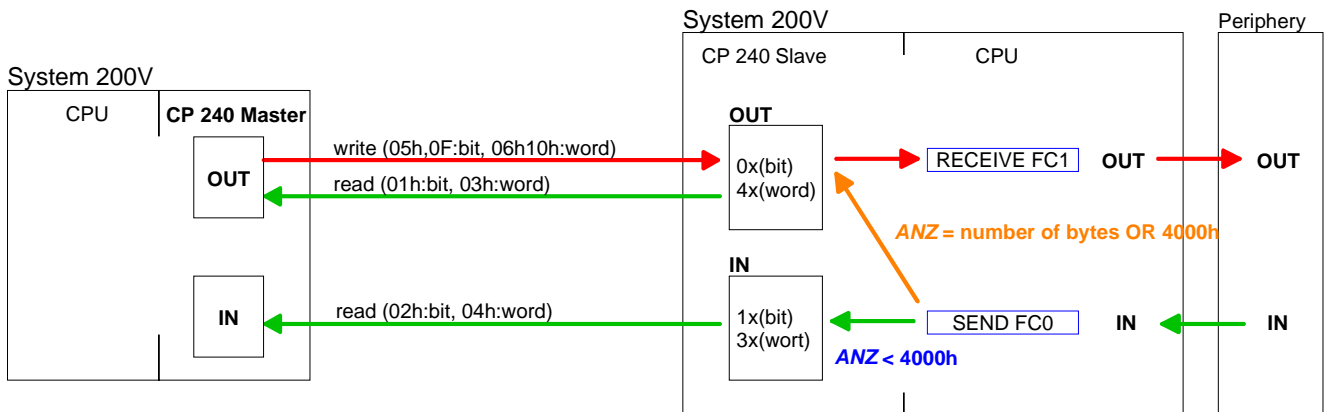 System 200V
Periphery
CP 240 Slave
CPU
System 200V
CPU
CP 240 Master
OUT
write (05h,0F:bit, 06h10h:word)
OUT
read (01h:bit, 03h:word)
0x(bit)
4x(word)
RECEIVE FC1
OUT
OUT
ANZ = number of bytes OR 4000h
IN
IN
read (02h:bit, 04h:word)
1x(bit)
3x(wort)
SEND FC0
IN
IN
ANZ < 4000h